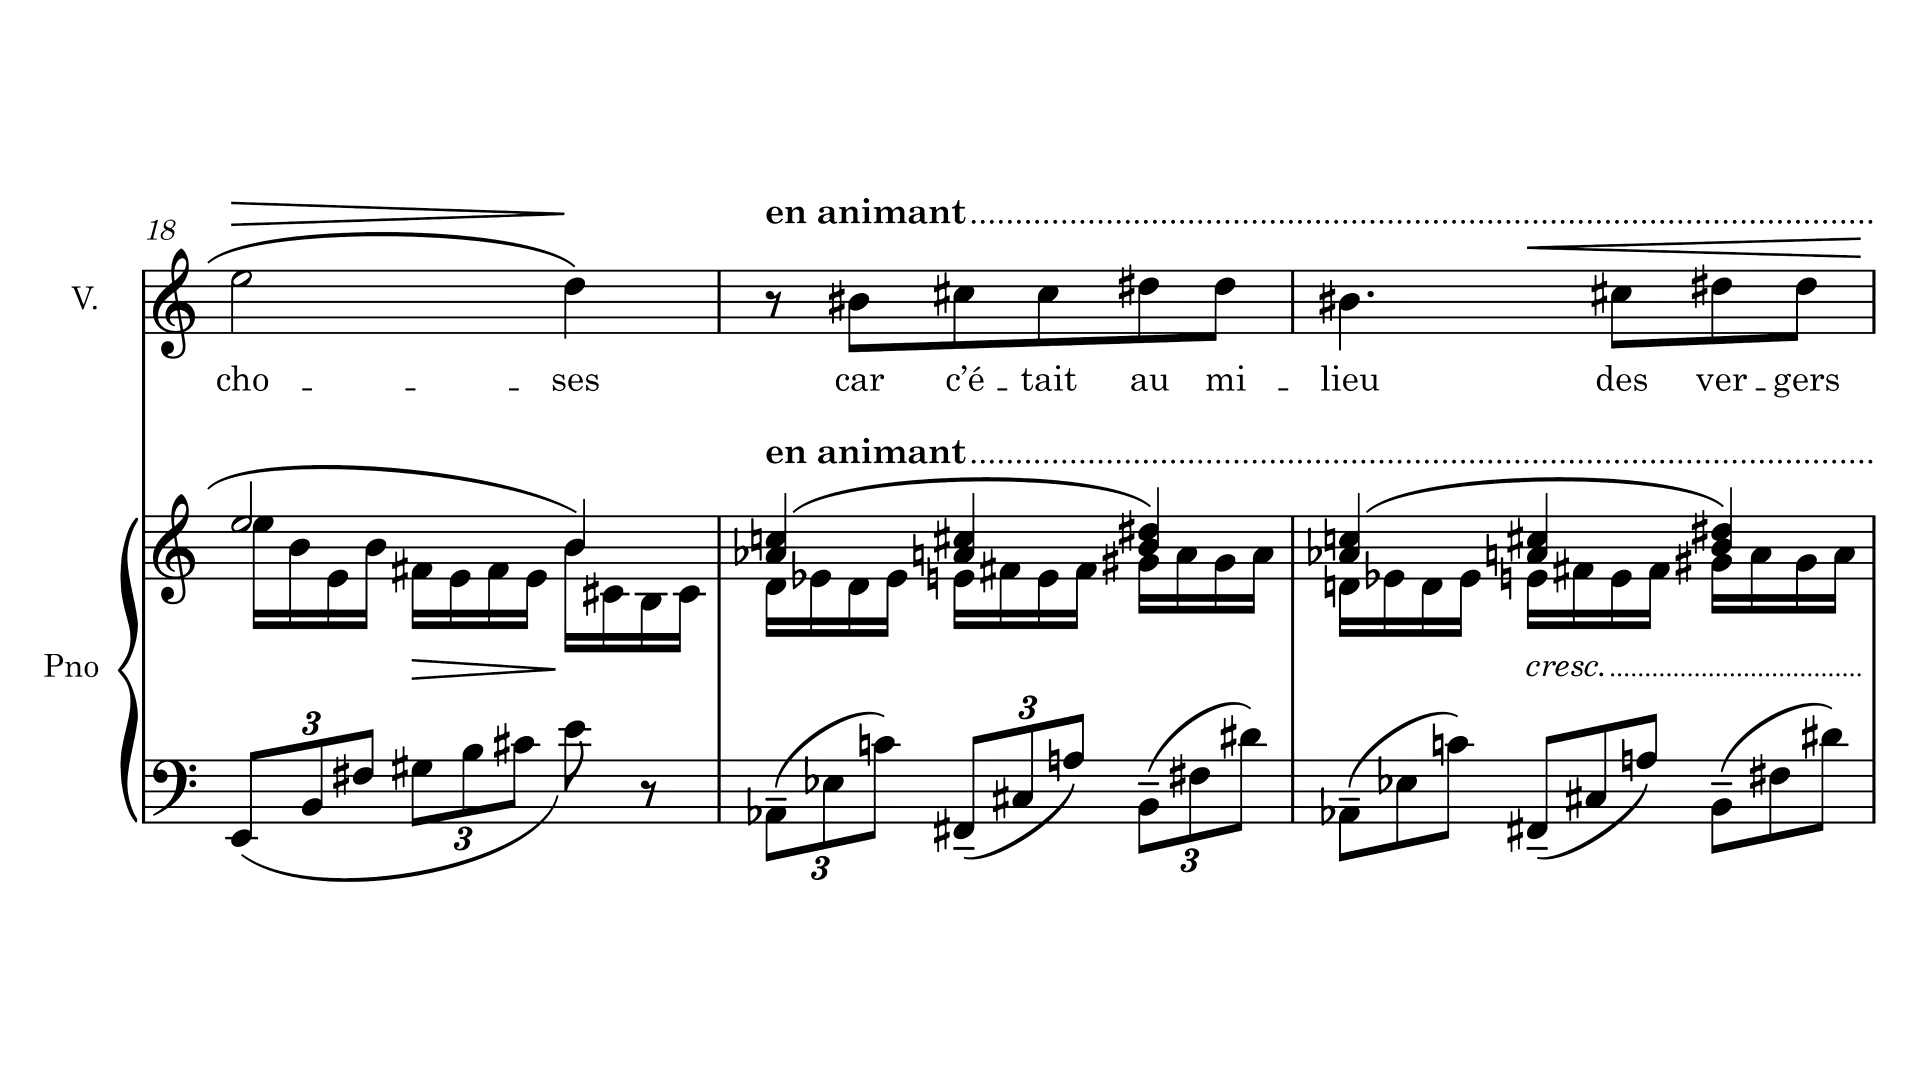 en animant
18
V.
cho - - - ses car c’é - tait au mi - lieu des ver - gers
en animant
Pno
cresc.
3 3
3 3 3